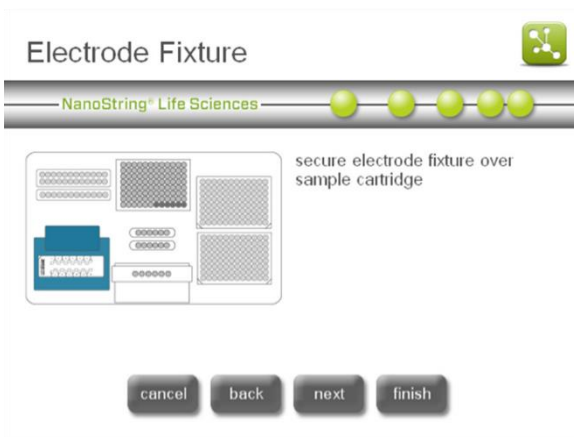 Electrode Fixture
NanoString® Life Sciences
secure electrode fixture over
sample cartridge
cancel
back
next
finish